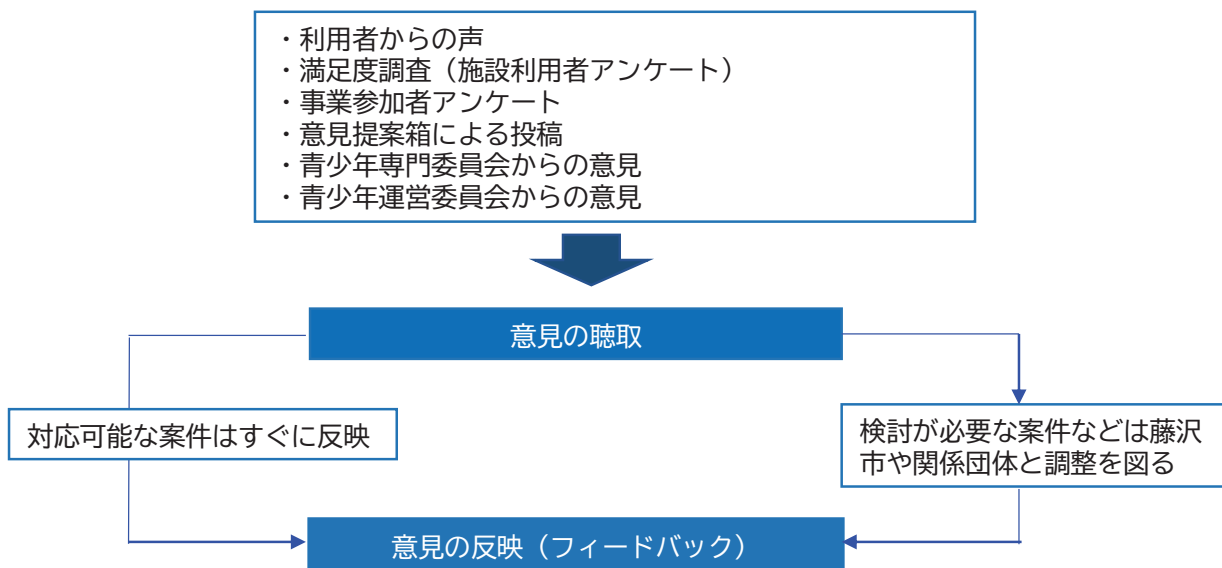 ・利用者からの声
・満足度調査（施設利用者アンケート）
・事業参加者アンケート
・意見提案箱による投稿
・青少年専門委員会からの意見
・青少年運営委員会からの意見
意見の聴取
対応可能な案件はすぐに反映
検討が必要な案件などは藤沢
市や関係団体と調整を図る
意見の反映（フィードバック）